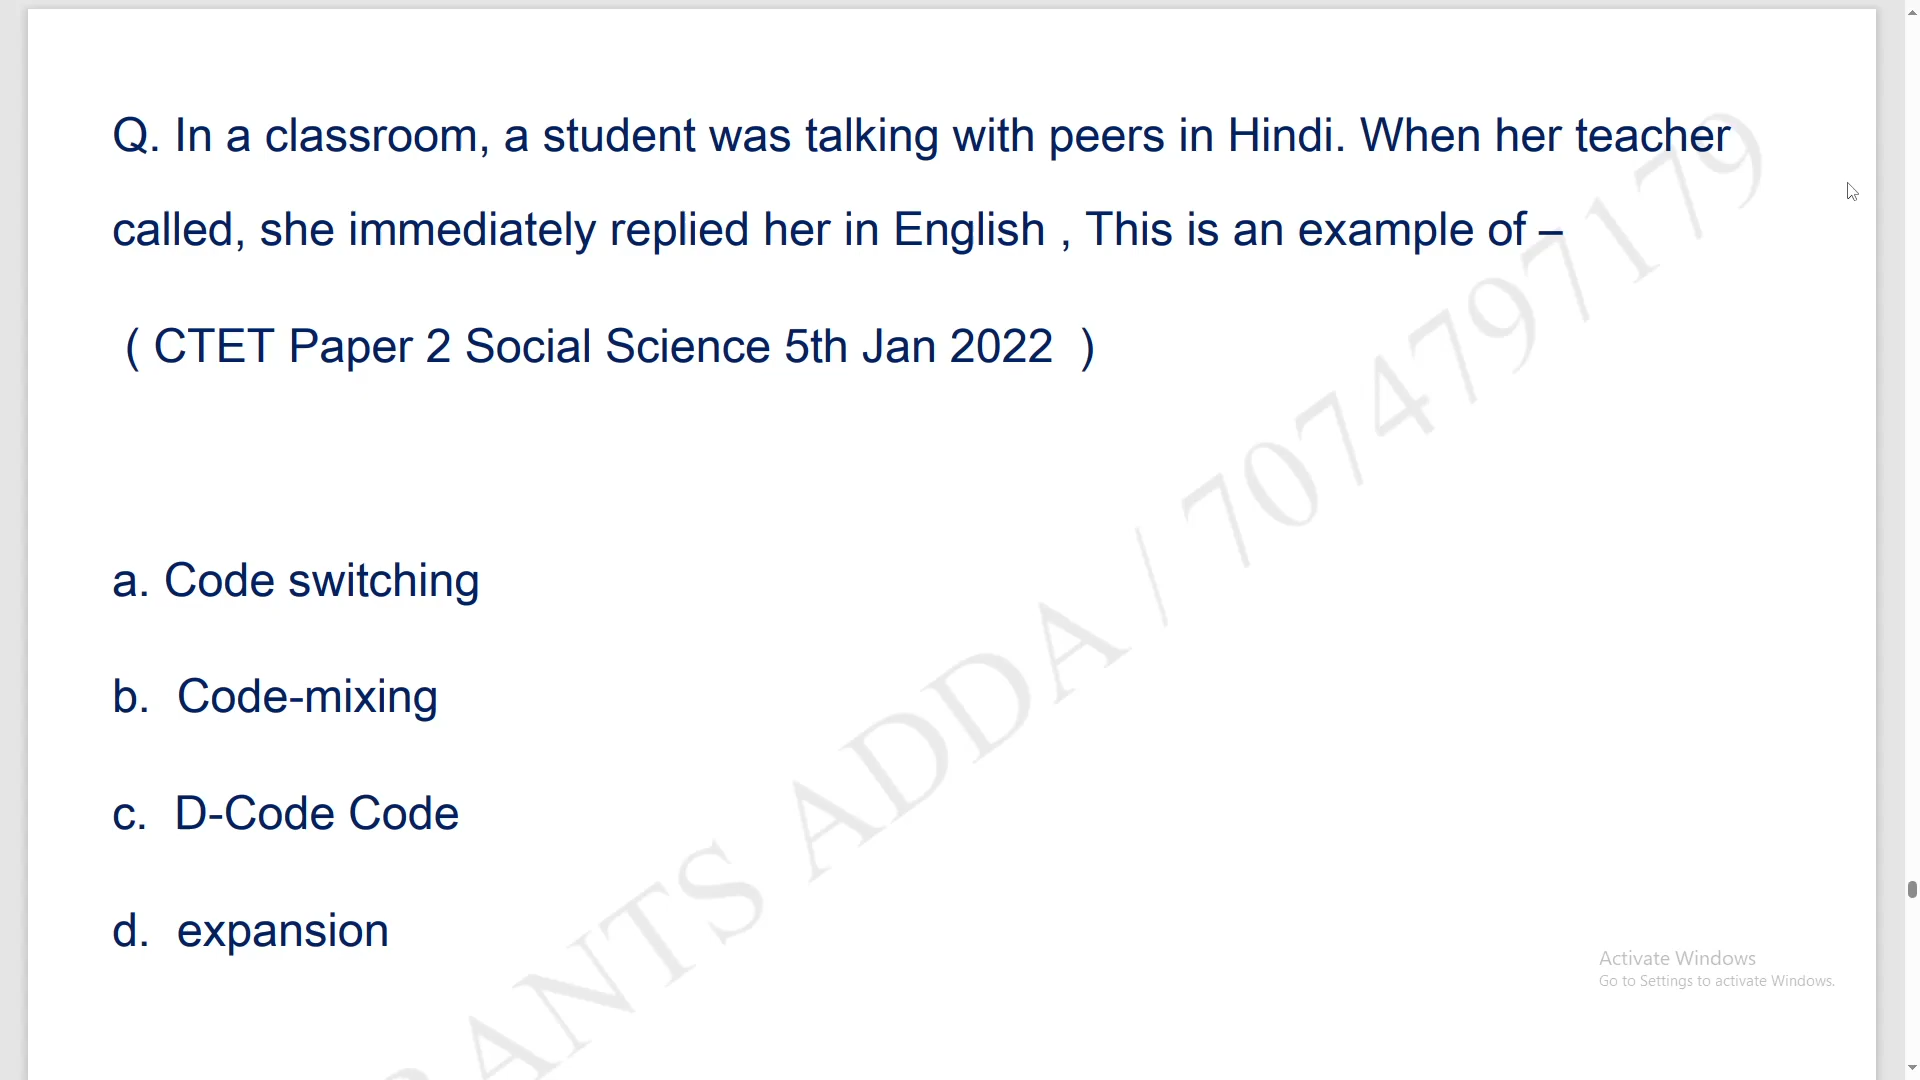 Q. In a classroom, a student was talking with peers in Hindi. When her teacher
called, she immediately replied her in English , This is an example of –
( CTET Paper 2 Social Science 5th Jan 2022 )
a. Code switching
b. Code-mixing
c. D-Code Code
d. expansion
ADDA / 7074797179
Activate Windows
Go to Settings to activate Windows.